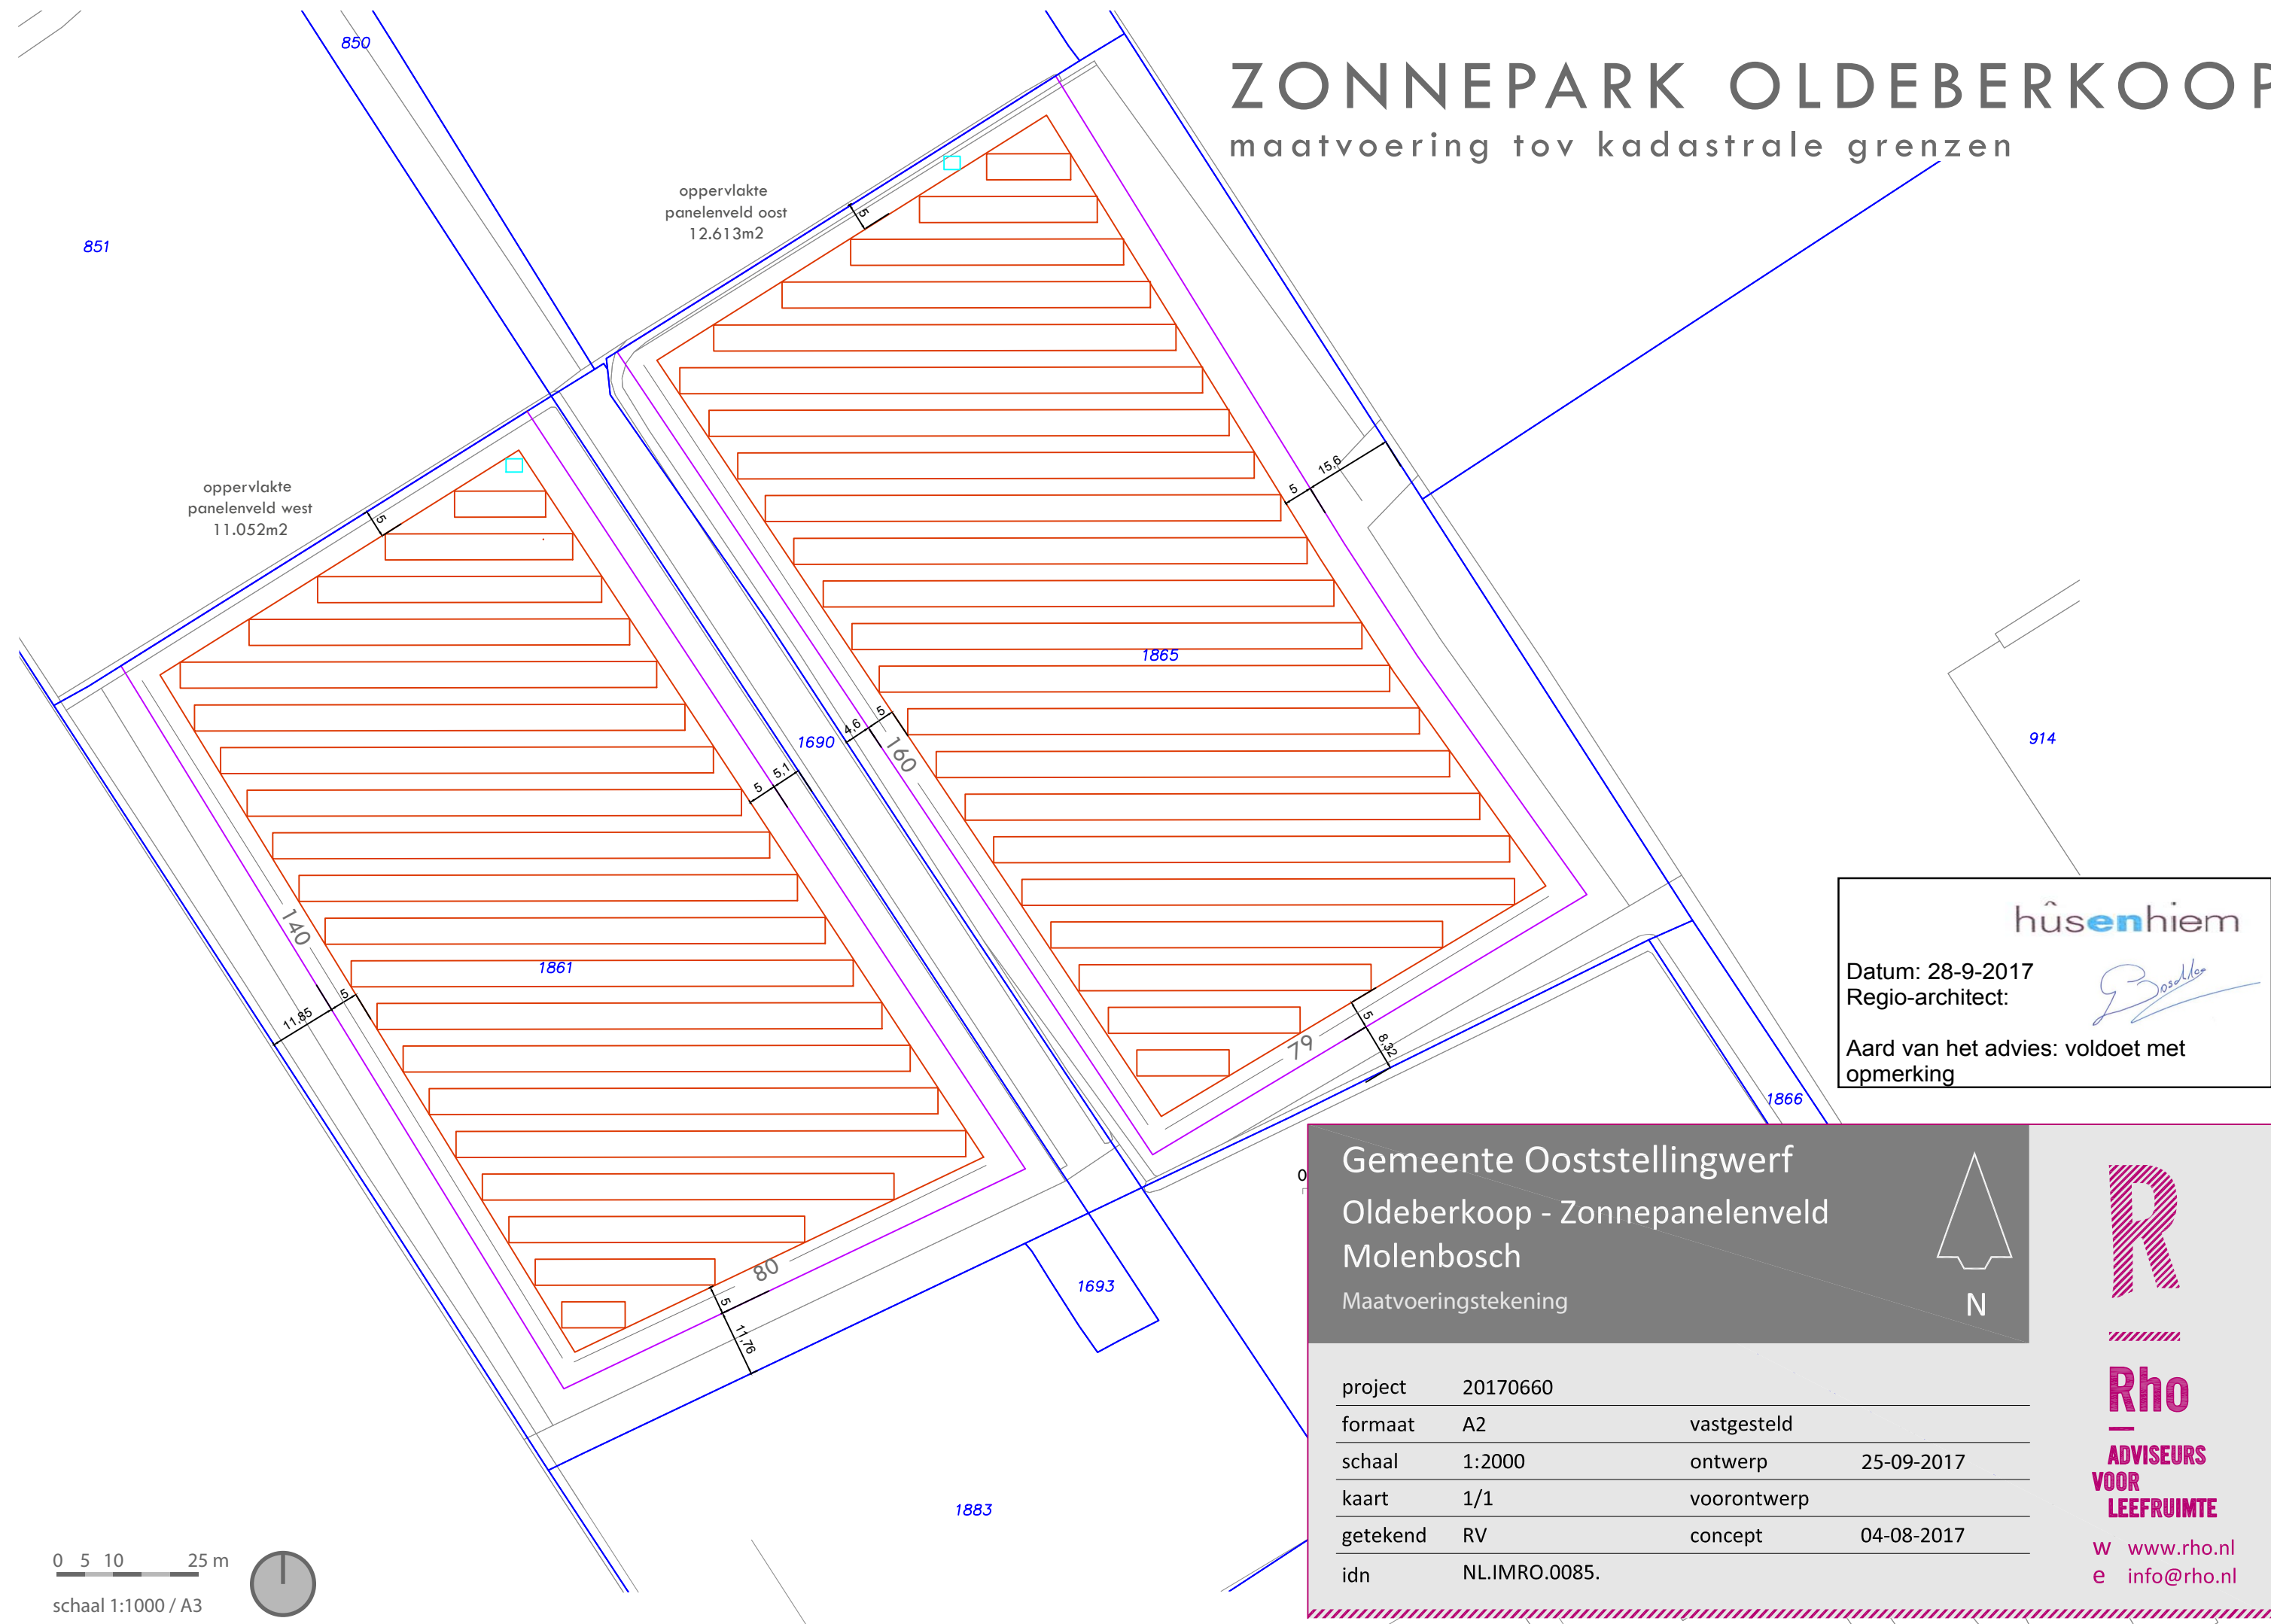 ZONNEPARK OLDEBERKOOP
maatvoering tov kadastrale grenzen
850
851
oppervlakte
panelenveld oost
12.613m2
5
oppervlakte
panelenveld west
11.052m2
5
15,6
5
1865
1690
4,6
5
160
5
5,1
914
140
1861
11,85
5
5
8,32
79
80
5
11,76
1693
1866
1883
0
hûsenhiem
Datum: 28-9-2017
Regio-architect:
Aard van het advies: voldoet met
opmerking
Gemeente Ooststellingwerf
Oldeberkoop - Zonnepanelenveld
Molenbosch
Maatvoeringstekening
N
project 20170660
formaat A2 vastgesteld
schaal 1:2000 ontwerp 25-09-2017
kaart 1/1 voorontwerp
getekend RV concept 04-08-2017
idn NL.IMRO.0085.
R
Rho
ADVISEURS
VOOR
LEEFRUIMTE
w www.rho.nl
e info@rho.nl
0 5 10 25 m
schaal 1:1000 / A3